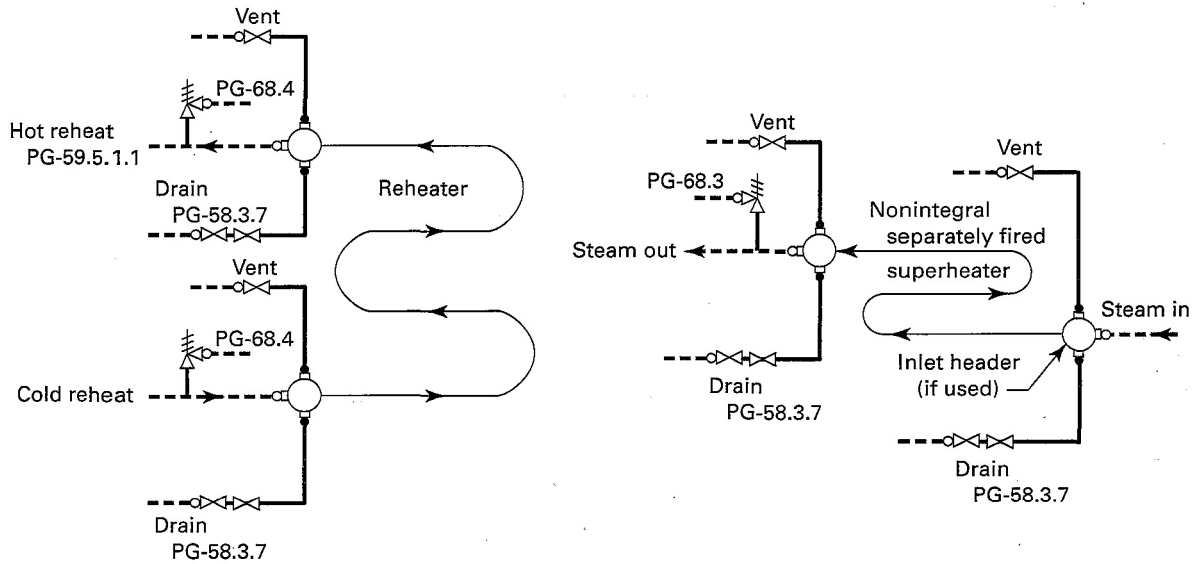 Vent
PG-68.4
Hot reheat
PG-59.5.1.1
Drain
PG-58.3.7
Reheater
Vent
PG-68.4
Cold reheat
Drain
PG-58.3.7
Vent
PG-68.3
Steam out
Nonintegral
separately fired
superheater
Drain
PG-58.3.7
Vent
Steam in
Inlet header
(if used)
Drain
PG-58.3.7